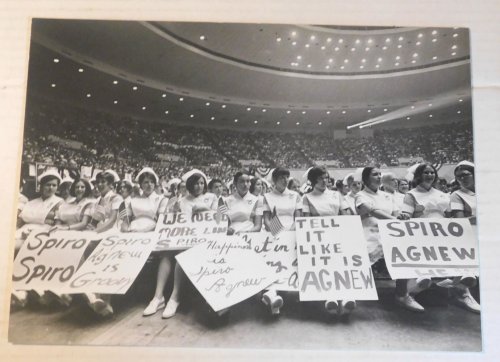 Spiro
Spiro
Spiro
Agnew
is
Groovy
WE NEED
MORE
SPIRO
Happiness
is
Spiro
Agnew
TELL
IT
LIKE
IT IS
AGNEW
SPIRO
AGNEW